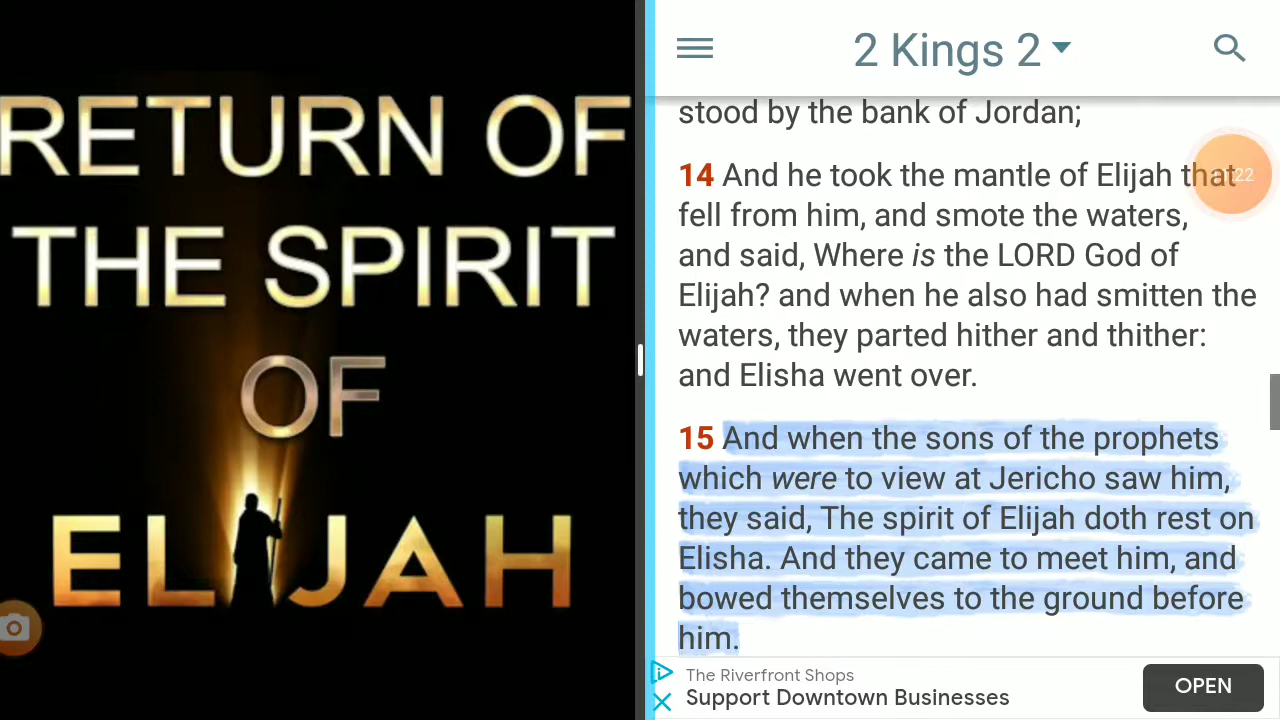 RETURN OF
THE SPIRIT
OF
ELIJAH
2 Kings 2
stood by the bank of Jordan;
14 And he took the mantle of Elijah that
fell from him, and smote the waters,
and said, Where is the LORD God of
Elijah? and when he also had smitten the
waters, they parted hither and thither:
and Elisha went over.
15 And when the sons of the prophets
which were to view at Jericho saw him,
they said, The spirit of Elijah doth rest on
Elisha. And they came to meet him, and
bowed themselves to the ground before
him.
The Riverfront Shops
Support Downtown Businesses
OPEN